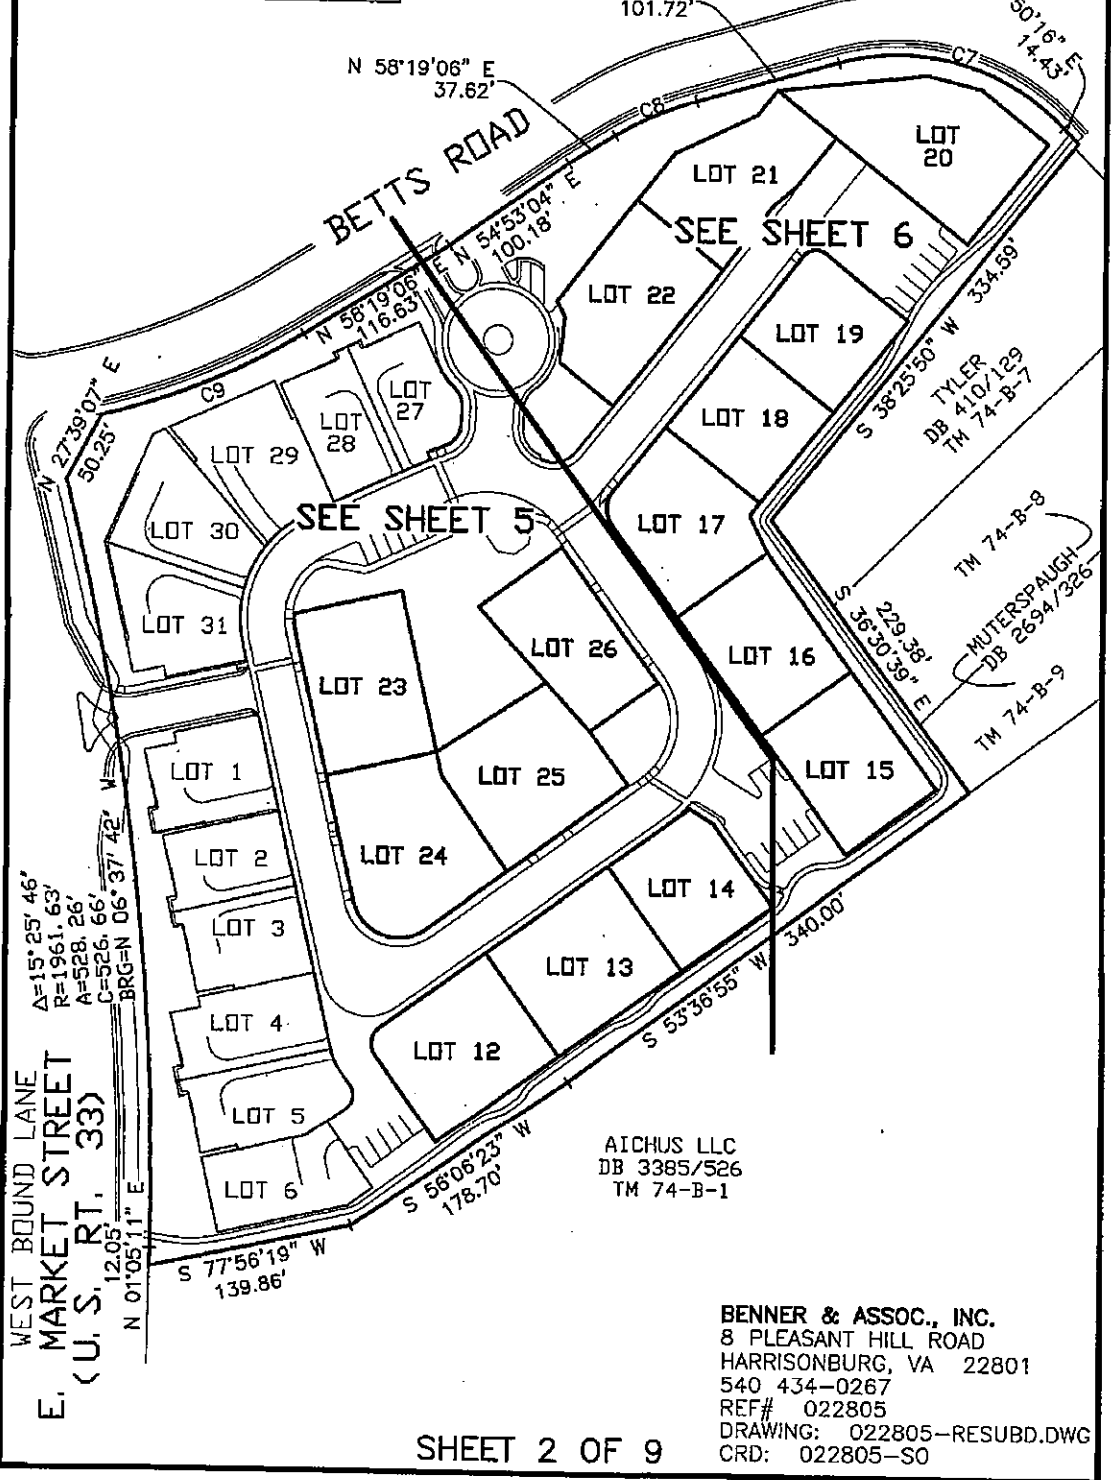 101.72'
50'16" E
14.43'
N 58°19'06" E
37.62'
C7
C8
BETTS ROAD
LOT
20
LOT 21
N 54°53'04" E
100.18'
SEE SHEET 6
N 58°19'06" E
116.63'
LOT 22
S 38°25'50" W 334.59'
LOT 19
TYLER
DB 410/129
TM 74-B-7
N 27°39'07" E
50.25'
C9
LOT
27
LOT
28
LOT 18
LOT 29
SEE SHEET 5
LOT 30
LOT 17
TM 74-B-8
MUTERSPAUGH
DB 2694/326
TM 74-B-9
229.38'
S 36°30'39" E
LOT 31
LOT 26
LOT 16
LOT 23
LOT 1
LOT 25
LOT 15
LOT 2
LOT 24
LOT 14
LOT 3
LOT 13
LOT 4
LOT 12
LOT 5
LOT 6
Δ=15°25'46"
R=1961.63'
A=528.26'
C=526.66'
BRG=N 06°37'42" W
S 53°36'55" W 340.00'
WEST BOUND LANE
E. MARKET STREET
(U.S. RT. 33)
12.05'
N 01°05'11" E
AICHUS LLC
DB 3385/526
TM 74-B-1
S 56°06'23" W
178.70'
S 77°56'19" W
139.86'
BENNER & ASSOC., INC.
8 PLEASANT HILL ROAD
HARRISONBURG, VA 22801
540 434-0267
REF# 022805
DRAWING: 022805-RESUBD.DWG
CRD: 022805-SO
SHEET 2 OF 9